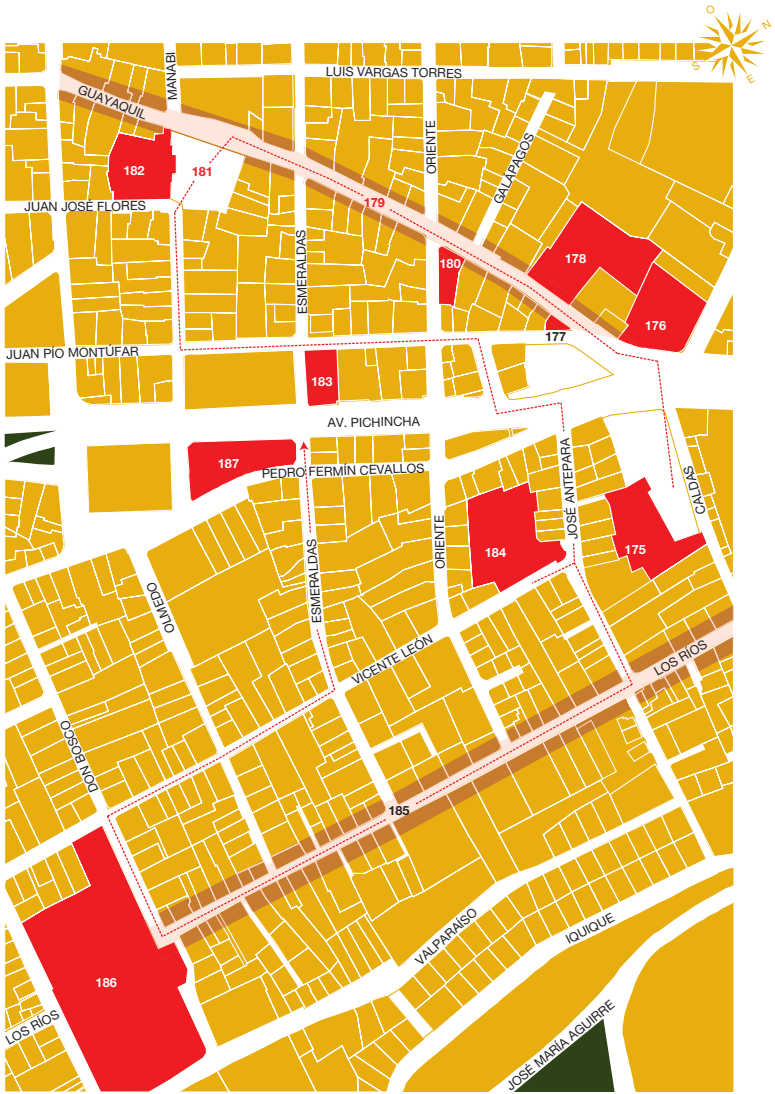 O
N
S
E
LUIS VARGAS TORRES
MANABI
GUAYAQUIL
ORIENTE
GALÁPAGOS
182
181
179
JUAN JOSÉ FLORES
ESMERALDAS
180
178
176
177
JUAN PÍO MONTÚFAR
183
AV. PICHINCHA
187
PEDRO FERMÍN CEVALLOS
JOSÉ ANTEPARA
CALDAS
ORIENTE
184
175
ESMERALDAS
OLMEDO
VICENTE LEÓN
LOS RÍOS
DON BOSCO
185
VALPARAÍSO
IQUIQUE
186
LOS RÍOS
JOSÉ MARÍA AGUIRRE